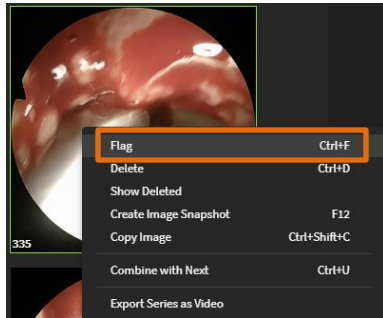 Flag Ctrl+F
Delete Ctrl+D
Show Deleted
Create Image Snapshot F12
Copy Image Ctrl+Shift+C
335
Combine with Next Ctrl+U
Export Series as Video